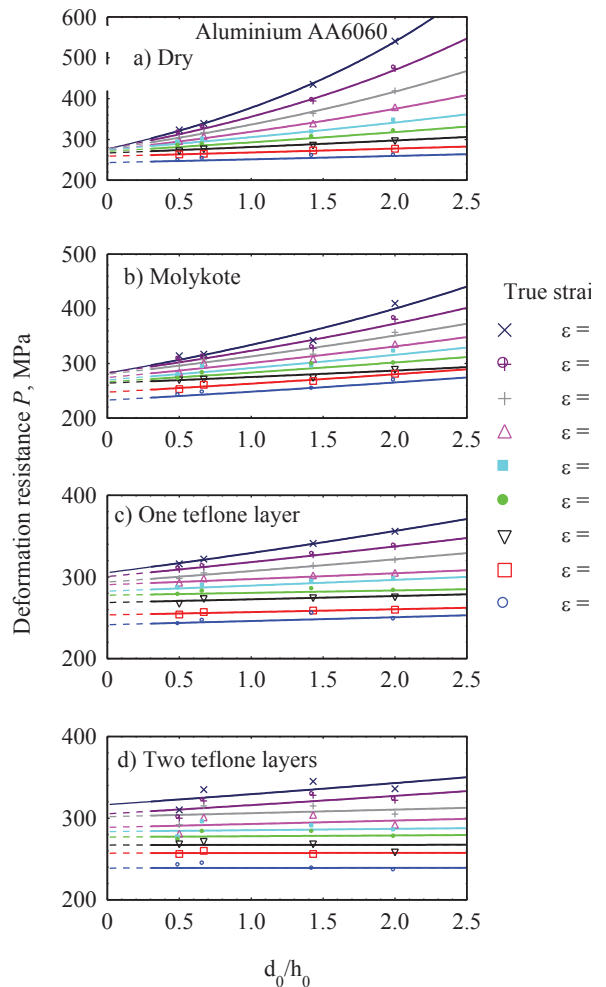 Aluminium AA6060
a) Dry
600
500
400
300
200
0 0.5 1.0 1.5 2.0 2.5
b) Molykote
500
400
300
200
0 0.5 1.0 1.5 2.0 2.5
c) One teflone layer
400
300
200
0 0.5 1.0 1.5 2.0 2.5
d) Two teflone layers
400
300
200
0 0.5 1.0 1.5 2.0 2.5
d₀/h₀
Deformation resistance P, MPa
True strai
ε =
ε =
ε =
ε =
ε =
ε =
ε =
ε =
ε =